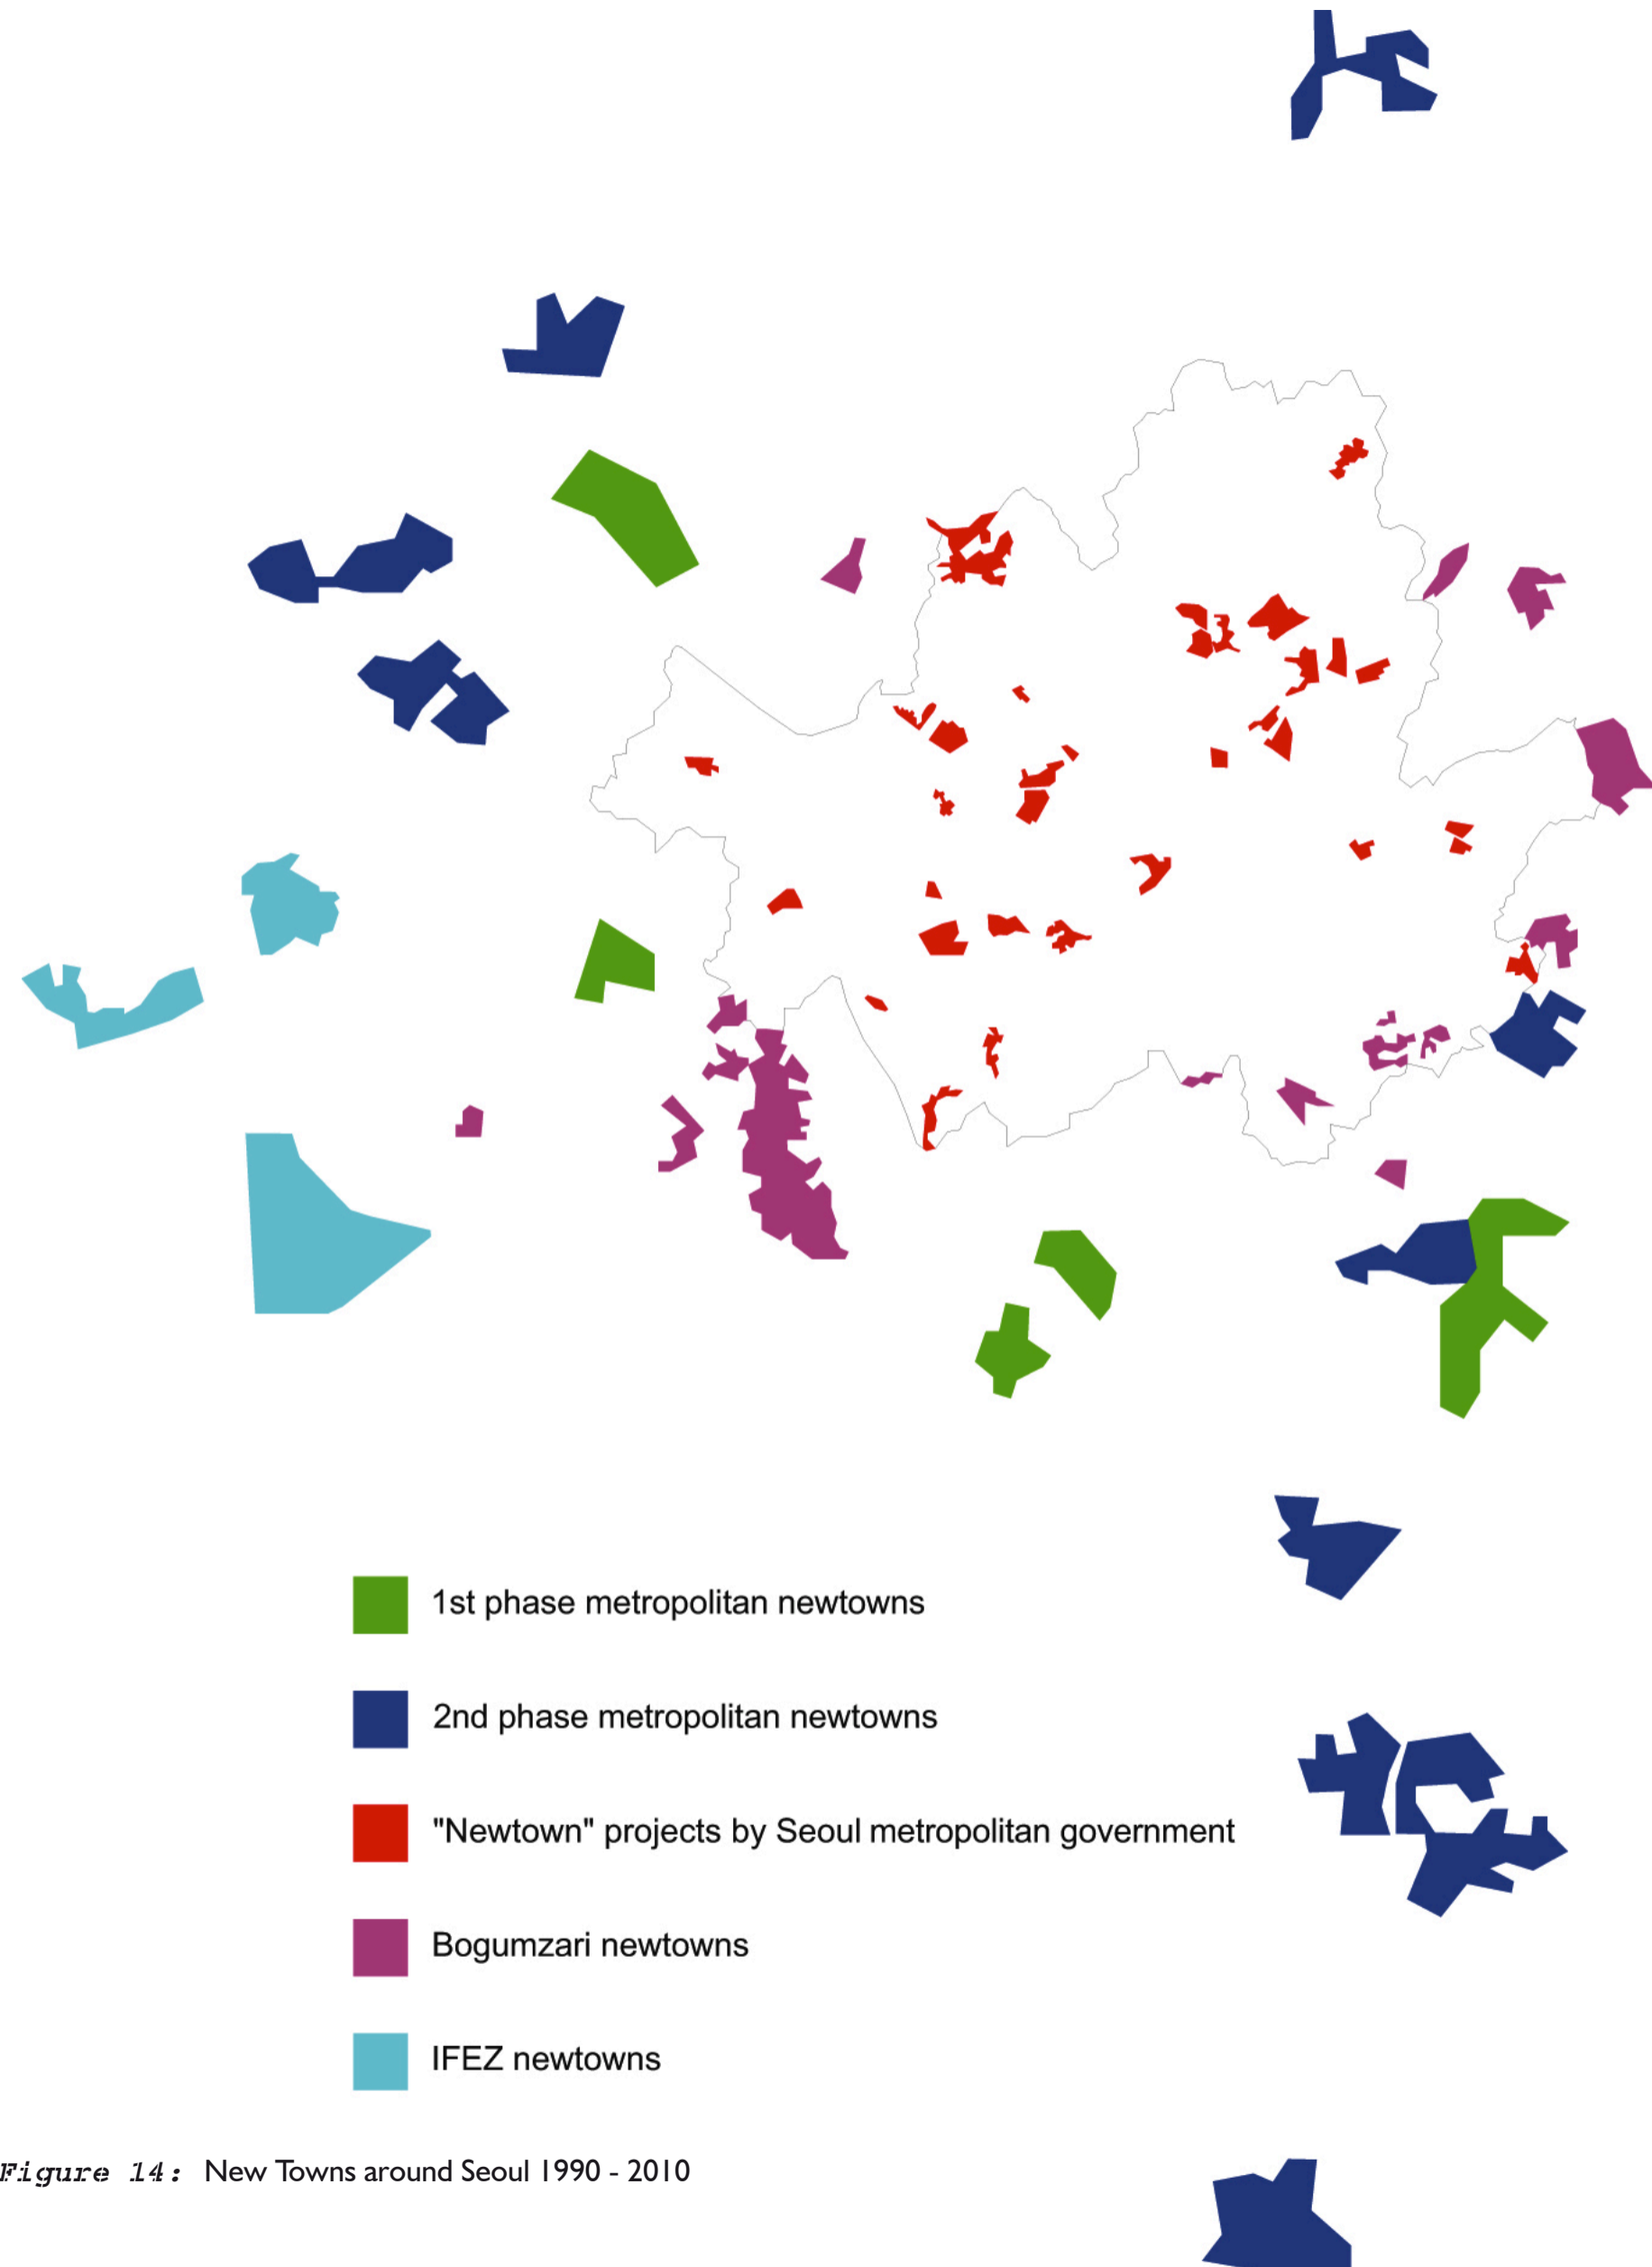 1st phase metropolitan newtowns
2nd phase metropolitan newtowns
"Newtown" projects by Seoul metropolitan government
Bogumzari newtowns
IFEZ newtowns
Figure 14: New Towns around Seoul 1990 - 2010